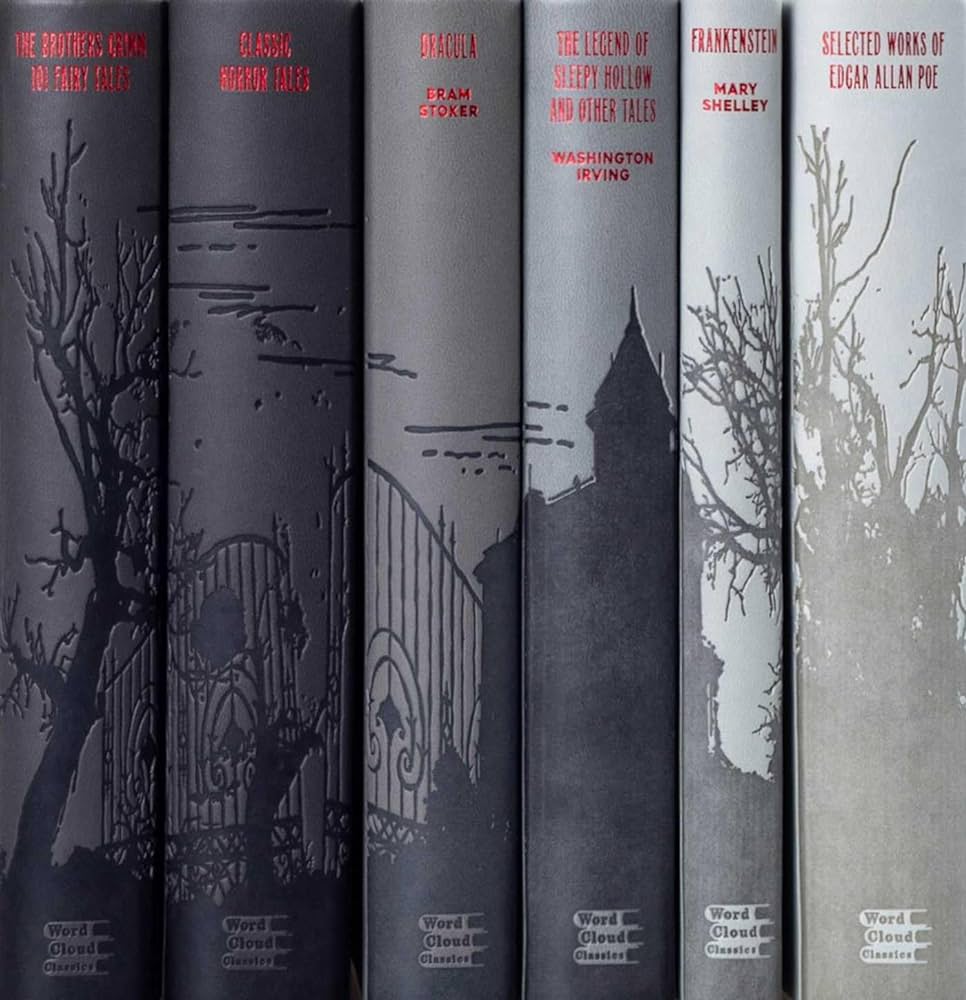 THE BROTHERS GRIMM
101 FAIRY TALES
Word
Cloud
Classics
CLASSIC
HORROR TALES
Word
Cloud
Classics
DRACULA
BRAM
STOKER
Word
Cloud
Classics
THE LEGEND OF
SLEEPY HOLLOW
AND OTHER TALES
WASHINGTON
IRVING
Word
Cloud
Classics
FRANKENSTEIN
MARY
SHELLEY
Word
Cloud
Classics
SELECTED WORKS OF
EDGAR ALLAN POE
Word
Cloud
Classics